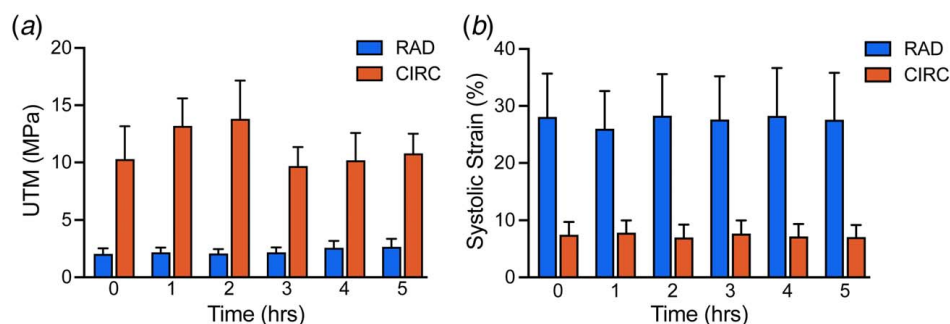 (a)
20
15
10
5
0
UTM (MPa)
RAD
CIRC
0 1 2 3 4 5
Time (hrs)
(b)
40
30
20
10
0
Systolic Strain (%)
RAD
CIRC
0 1 2 3 4 5
Time (hrs)